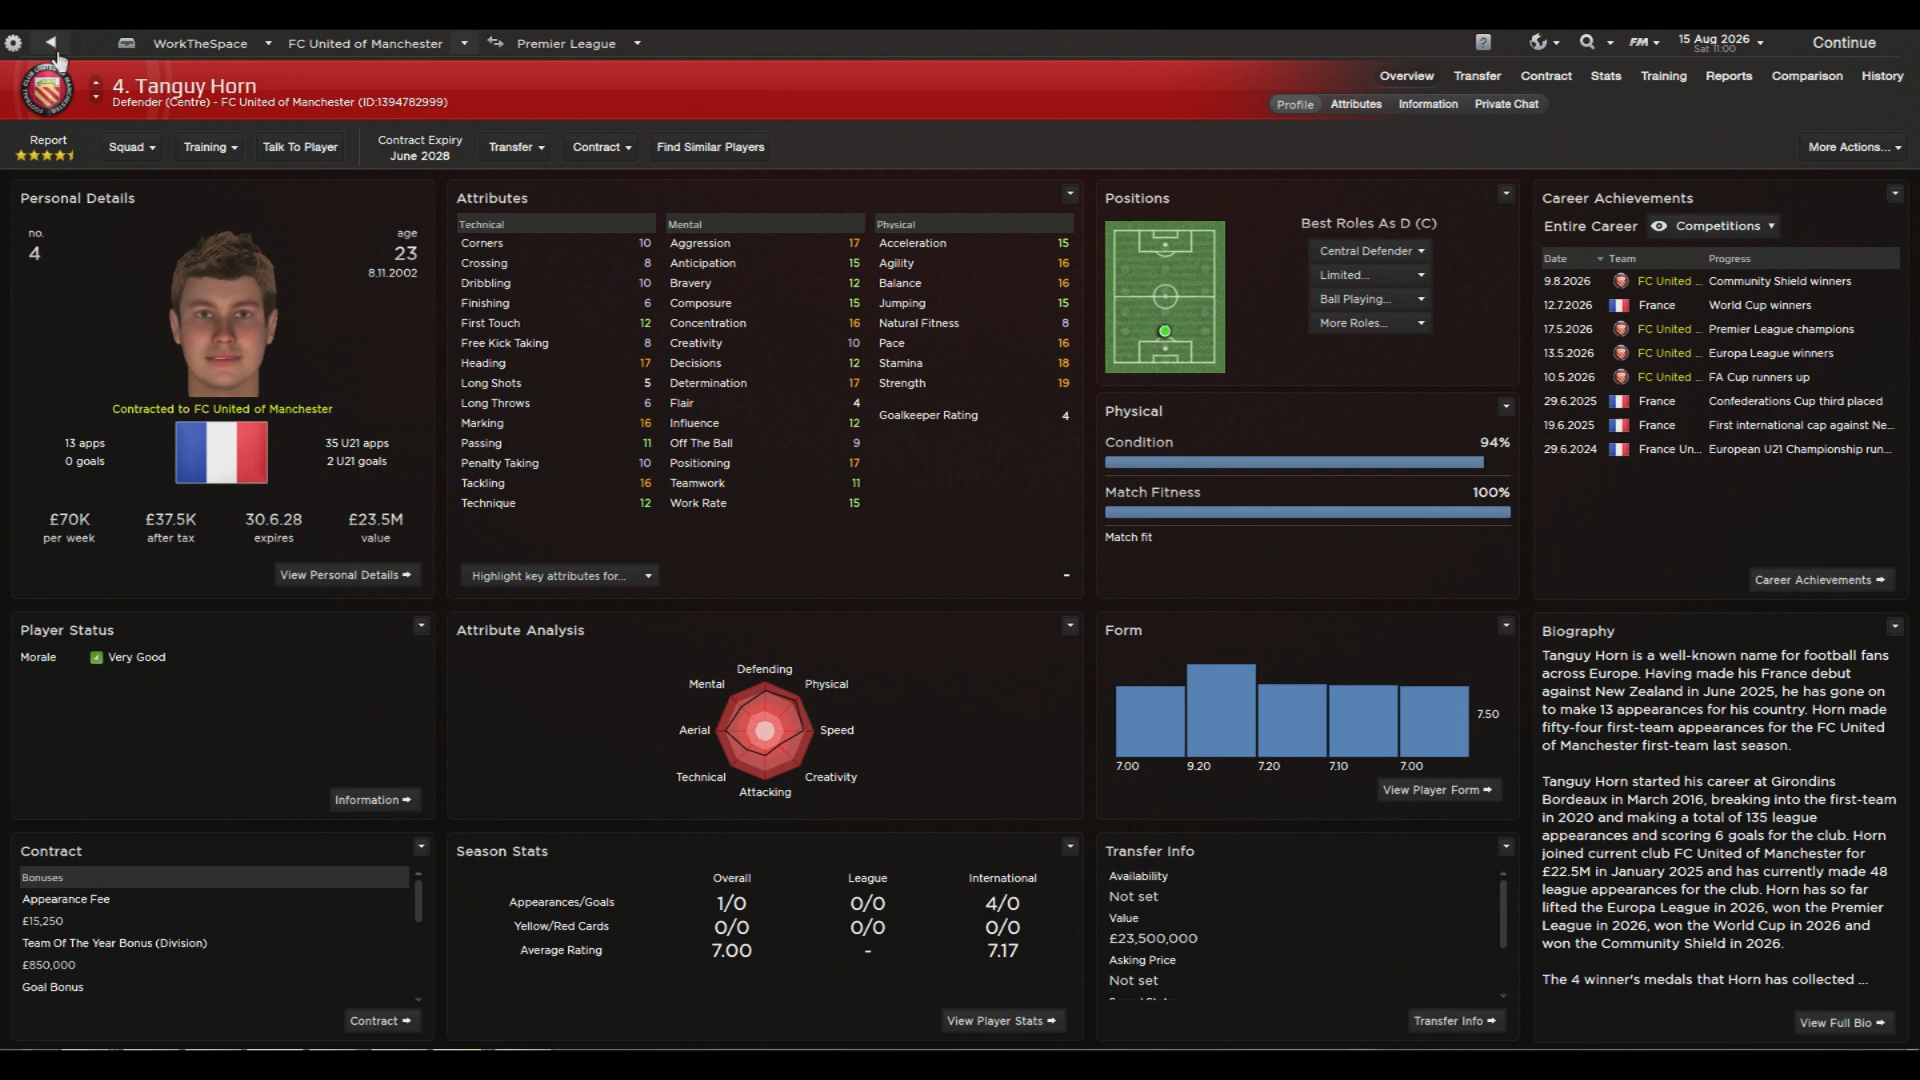 WorkTheSpace FC United of Manchester Premier League ? FM 15 Aug 2026 Continue
Sat 11:00
4. Tanguy Horn
Defender (Centre) - FC United of Manchester (ID:1394782999)
Overview Transfer Contract Stats Training Reports Comparison History
Profile Attributes Information Private Chat
Report Squad Training Talk To Player Contract Expiry June 2028 Transfer Contract Find Similar Players More Actions...
Personal Details
no.
4
age
23
8.11.2002
Contracted to FC United of Manchester
13 apps 35 U21 apps
0 goals 2 U21 goals
£70K £37.5K 30.6.28 £23.5M
per week after tax expires value
View Personal Details
Attributes
Technical Mental Physical
Corners 10 Aggression 17 Acceleration 15
Crossing 8 Anticipation 15 Agility 16
Dribbling 10 Bravery 12 Balance 16
Finishing 6 Composure 15 Jumping 15
First Touch 12 Concentration 16 Natural Fitness 8
Free Kick Taking 8 Creativity 10 Pace 16
Heading 17 Decisions 12 Stamina 18
Long Shots 5 Determination 17 Strength 19
Long Throws 6 Flair 4
Goalkeeper Rating 4
Marking 16 Influence 12
Passing 11 Off The Ball 9
Penalty Taking 10 Positioning 17
Tackling 16 Teamwork 11
Technique 12 Work Rate 15
Highlight key attributes for... -
Positions
Best Roles As D (C)
Central Defender
Limited...
Ball Playing...
More Roles...
Physical
Condition 94%
Match Fitness 100%
Match fit
Career Achievements
Entire Career Competitions
Date Team Progress
9.8.2026 FC United ... Community Shield winners
12.7.2026 France World Cup winners
17.5.2026 FC United ... Premier League champions
13.5.2026 FC United ... Europa League winners
10.5.2026 FC United ... FA Cup runners up
29.6.2025 France Confederations Cup third placed
19.6.2025 France First international cap against Ne...
29.6.2024 France Un... European U21 Championship run...
Career Achievements
Player Status
Morale Very Good
Information
Attribute Analysis
Defending
Mental Physical
Aerial Speed
Technical Creativity
Attacking
Form
7.50
7.00 9.20 7.20 7.10 7.00
View Player Form
Biography
Tanguy Horn is a well-known name for football fans
across Europe. Having made his France debut
against New Zealand in June 2025, he has gone on
to make 13 appearances for his country. Horn made
fifty-four first-team appearances for the FC United
of Manchester first-team last season.
Tanguy Horn started his career at Girondins
Bordeaux in March 2016, breaking into the first-team
in 2020 and making a total of 135 league
appearances and scoring 6 goals for the club. Horn
joined current club FC United of Manchester for
£22.5M in January 2025 and has currently made 48
league appearances for the club. Horn has so far
lifted the Europa League in 2026, won the Premier
League in 2026, won the World Cup in 2026 and
won the Community Shield in 2026.
The 4 winner's medals that Horn has collected ...
View Full Bio
Contract
Bonuses
Appearance Fee
£15,250
Team Of The Year Bonus (Division)
£850,000
Goal Bonus
Contract
Season Stats
Overall League International
Appearances/Goals 1/0 0/0 4/0
Yellow/Red Cards 0/0 0/0 0/0
Average Rating 7.00 - 7.17
View Player Stats
Transfer Info
Availability
Not set
Value
£23,500,000
Asking Price
Not set
Transfer Info